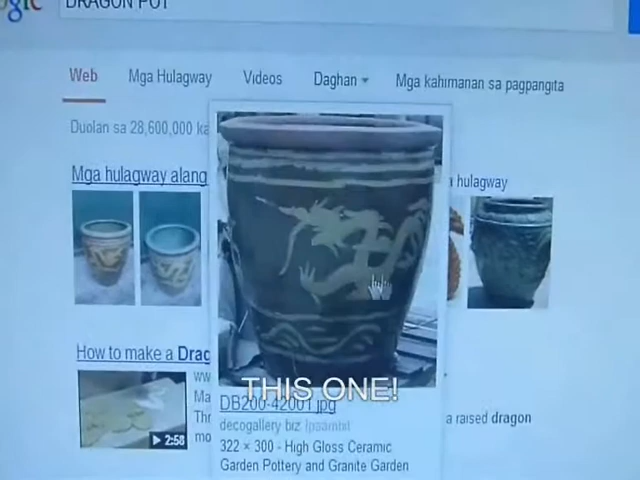 DRAGON POT
Web Mga Hulagway Videos Daghan Mga kahimanan sa pagpangita
Duolan sa 28,600,000
Mga hulagway alang
hulagway
How to make a Drag
THIS ONE!
2:58
DB200-42001.jpg
decogallery.biz Ipaambit
a raised dragon
322 × 300 - High Gloss Ceramic
Garden Pottery and Granite Garden